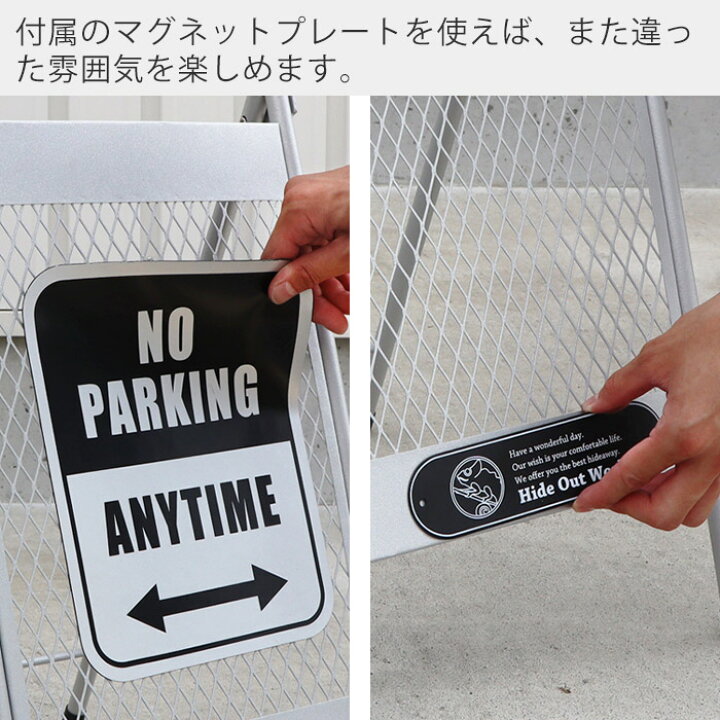 付属のマグネットプレートを使えば、また違っ
た雰囲気を楽しめます。
NO
PARKING
ANYTIME
Have a wonderful day.
Our wish is your comfortable life.
We offer you the best hideaway.
Hide Out